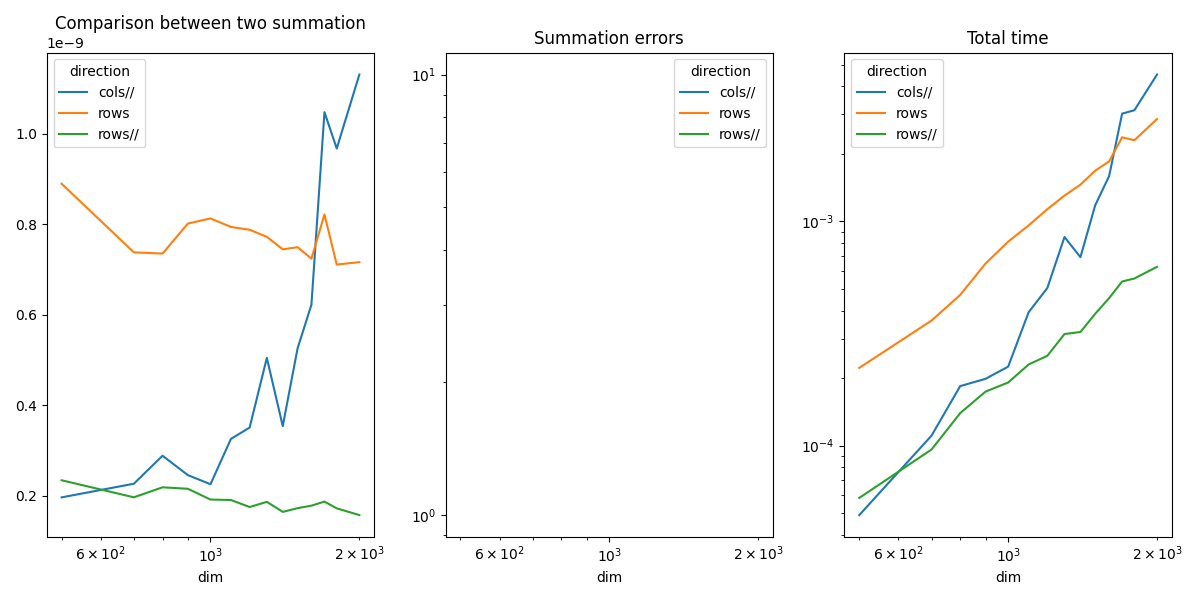 Comparison between two summation
1e−9
direction
cols//
rows
rows//
1.0
0.8
0.6
0.4
0.2
6 × 10²
10³
2 × 10³
dim
Summation errors
direction
cols//
rows
rows//
10¹
10⁰
6 × 10²
10³
2 × 10³
dim
Total time
direction
cols//
rows
rows//
10⁻³
10⁻⁴
6 × 10²
10³
2 × 10³
dim